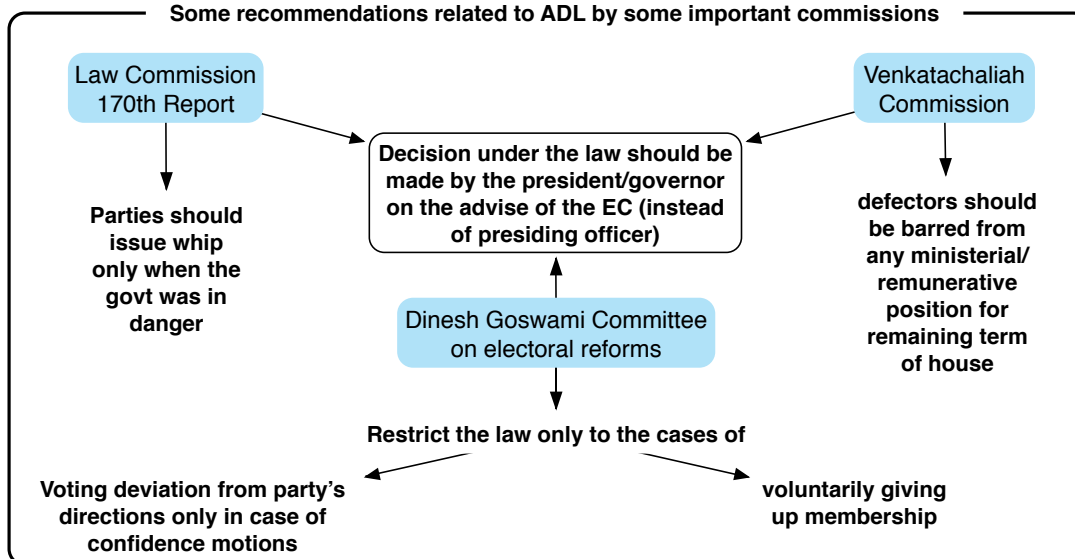 Some recommendations related to ADL by some important commissions
Law Commission
170th Report
Venkatachaliah
Commission
Decision under the law should be
made by the president/governor
on the advise of the EC (instead
of presiding officer)
Parties should
issue whip
only when the
govt was in
danger
defectors should
be barred from
any ministerial/
remunerative
position for
remaining term
of house
Dinesh Goswami Committee
on electoral reforms
Restrict the law only to the cases of
Voting deviation from party's
directions only in case of
confidence motions
voluntarily giving
up membership